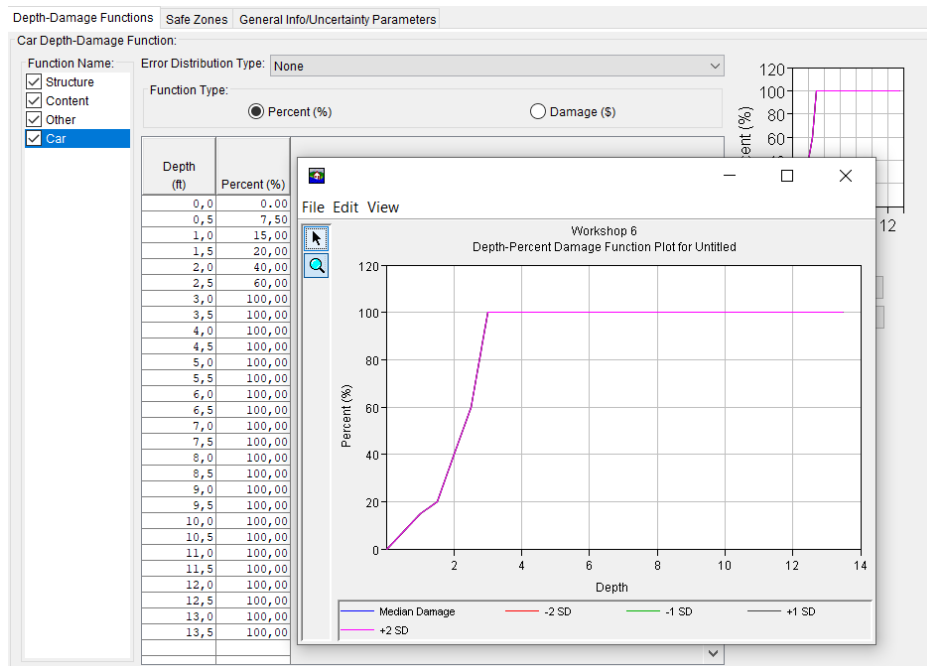 Depth-Damage Functions Safe Zones General Info/Uncertainty Parameters
Car Depth-Damage Function:
Function Name:
Structure
Content
Other
Car
Error Distribution Type: None
Function Type:
Percent (%) Damage ($)
Depth
(ft) Percent (%)
0,0 0.00
0,5 7,50
1,0 15,00
1,5 20,00
2,0 40,00
2,5 60,00
3,0 100,00
3,5 100,00
4,0 100,00
4,5 100,00
5,0 100,00
5,5 100,00
6,0 100,00
6,5 100,00
7,0 100,00
7,5 100,00
8,0 100,00
8,5 100,00
9,0 100,00
9,5 100,00
10,0 100,00
10,5 100,00
11,0 100,00
11,5 100,00
12,0 100,00
12,5 100,00
13,0 100,00
13,5 100,00
120
100
80
60
12
File Edit View
Workshop 6
Depth-Percent Damage Function Plot for Untitled
Percent (%)
120
100
80
60
40
20
0
2 4 6 8 10 12 14
Depth
Median Damage -2 SD -1 SD +1 SD
+2 SD